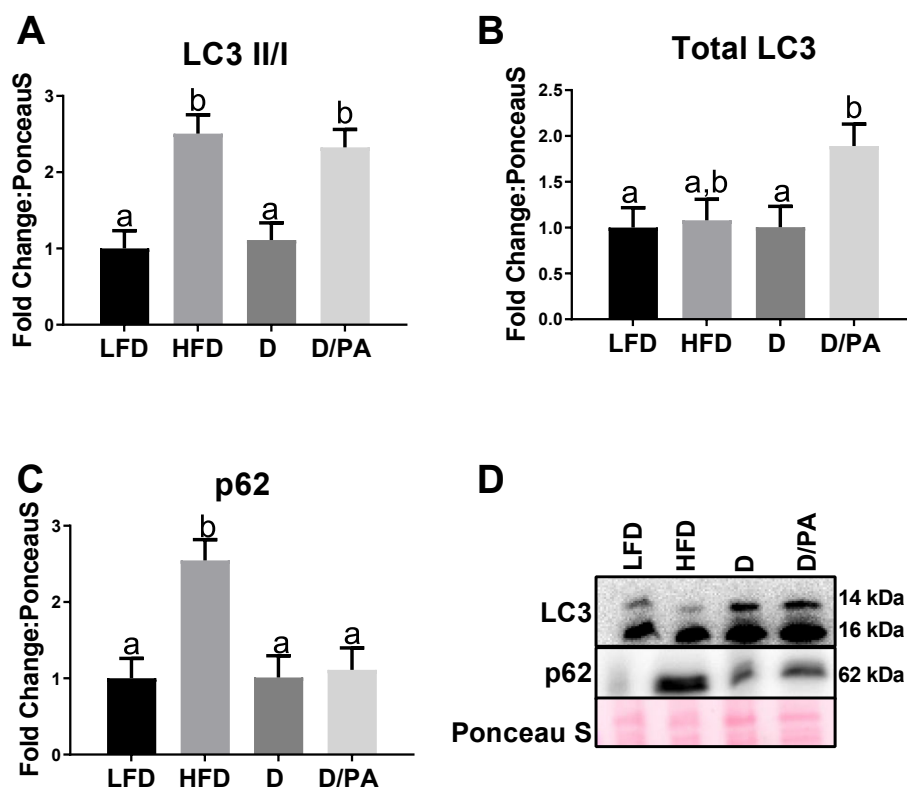 A
LC3 II/I
Fold Change:PonceauS
3
2
1
0
a
b
a
b
LFD
HFD
D
D/PA
B
Total LC3
Fold Change:PonceauS
2.5
2.0
1.5
1.0
0.5
0.0
a
a,b
a
b
LFD
HFD
D
D/PA
C
p62
Fold Change:PonceauS
3
2
1
0
a
b
a
a
LFD
HFD
D
D/PA
D
LFD
HFD
D
D/PA
LC3
14 kDa
16 kDa
p62
62 kDa
Ponceau S